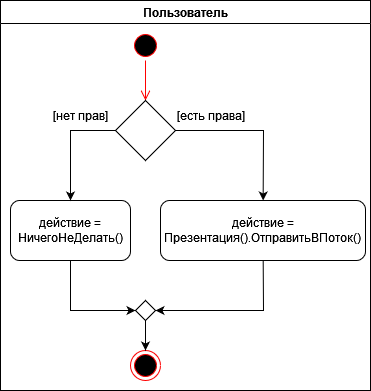 Пользователь
[нет прав]
[есть права]
действие =
НичегоНеДелать()
действие =
Презентация().ОтправитьВПоток()